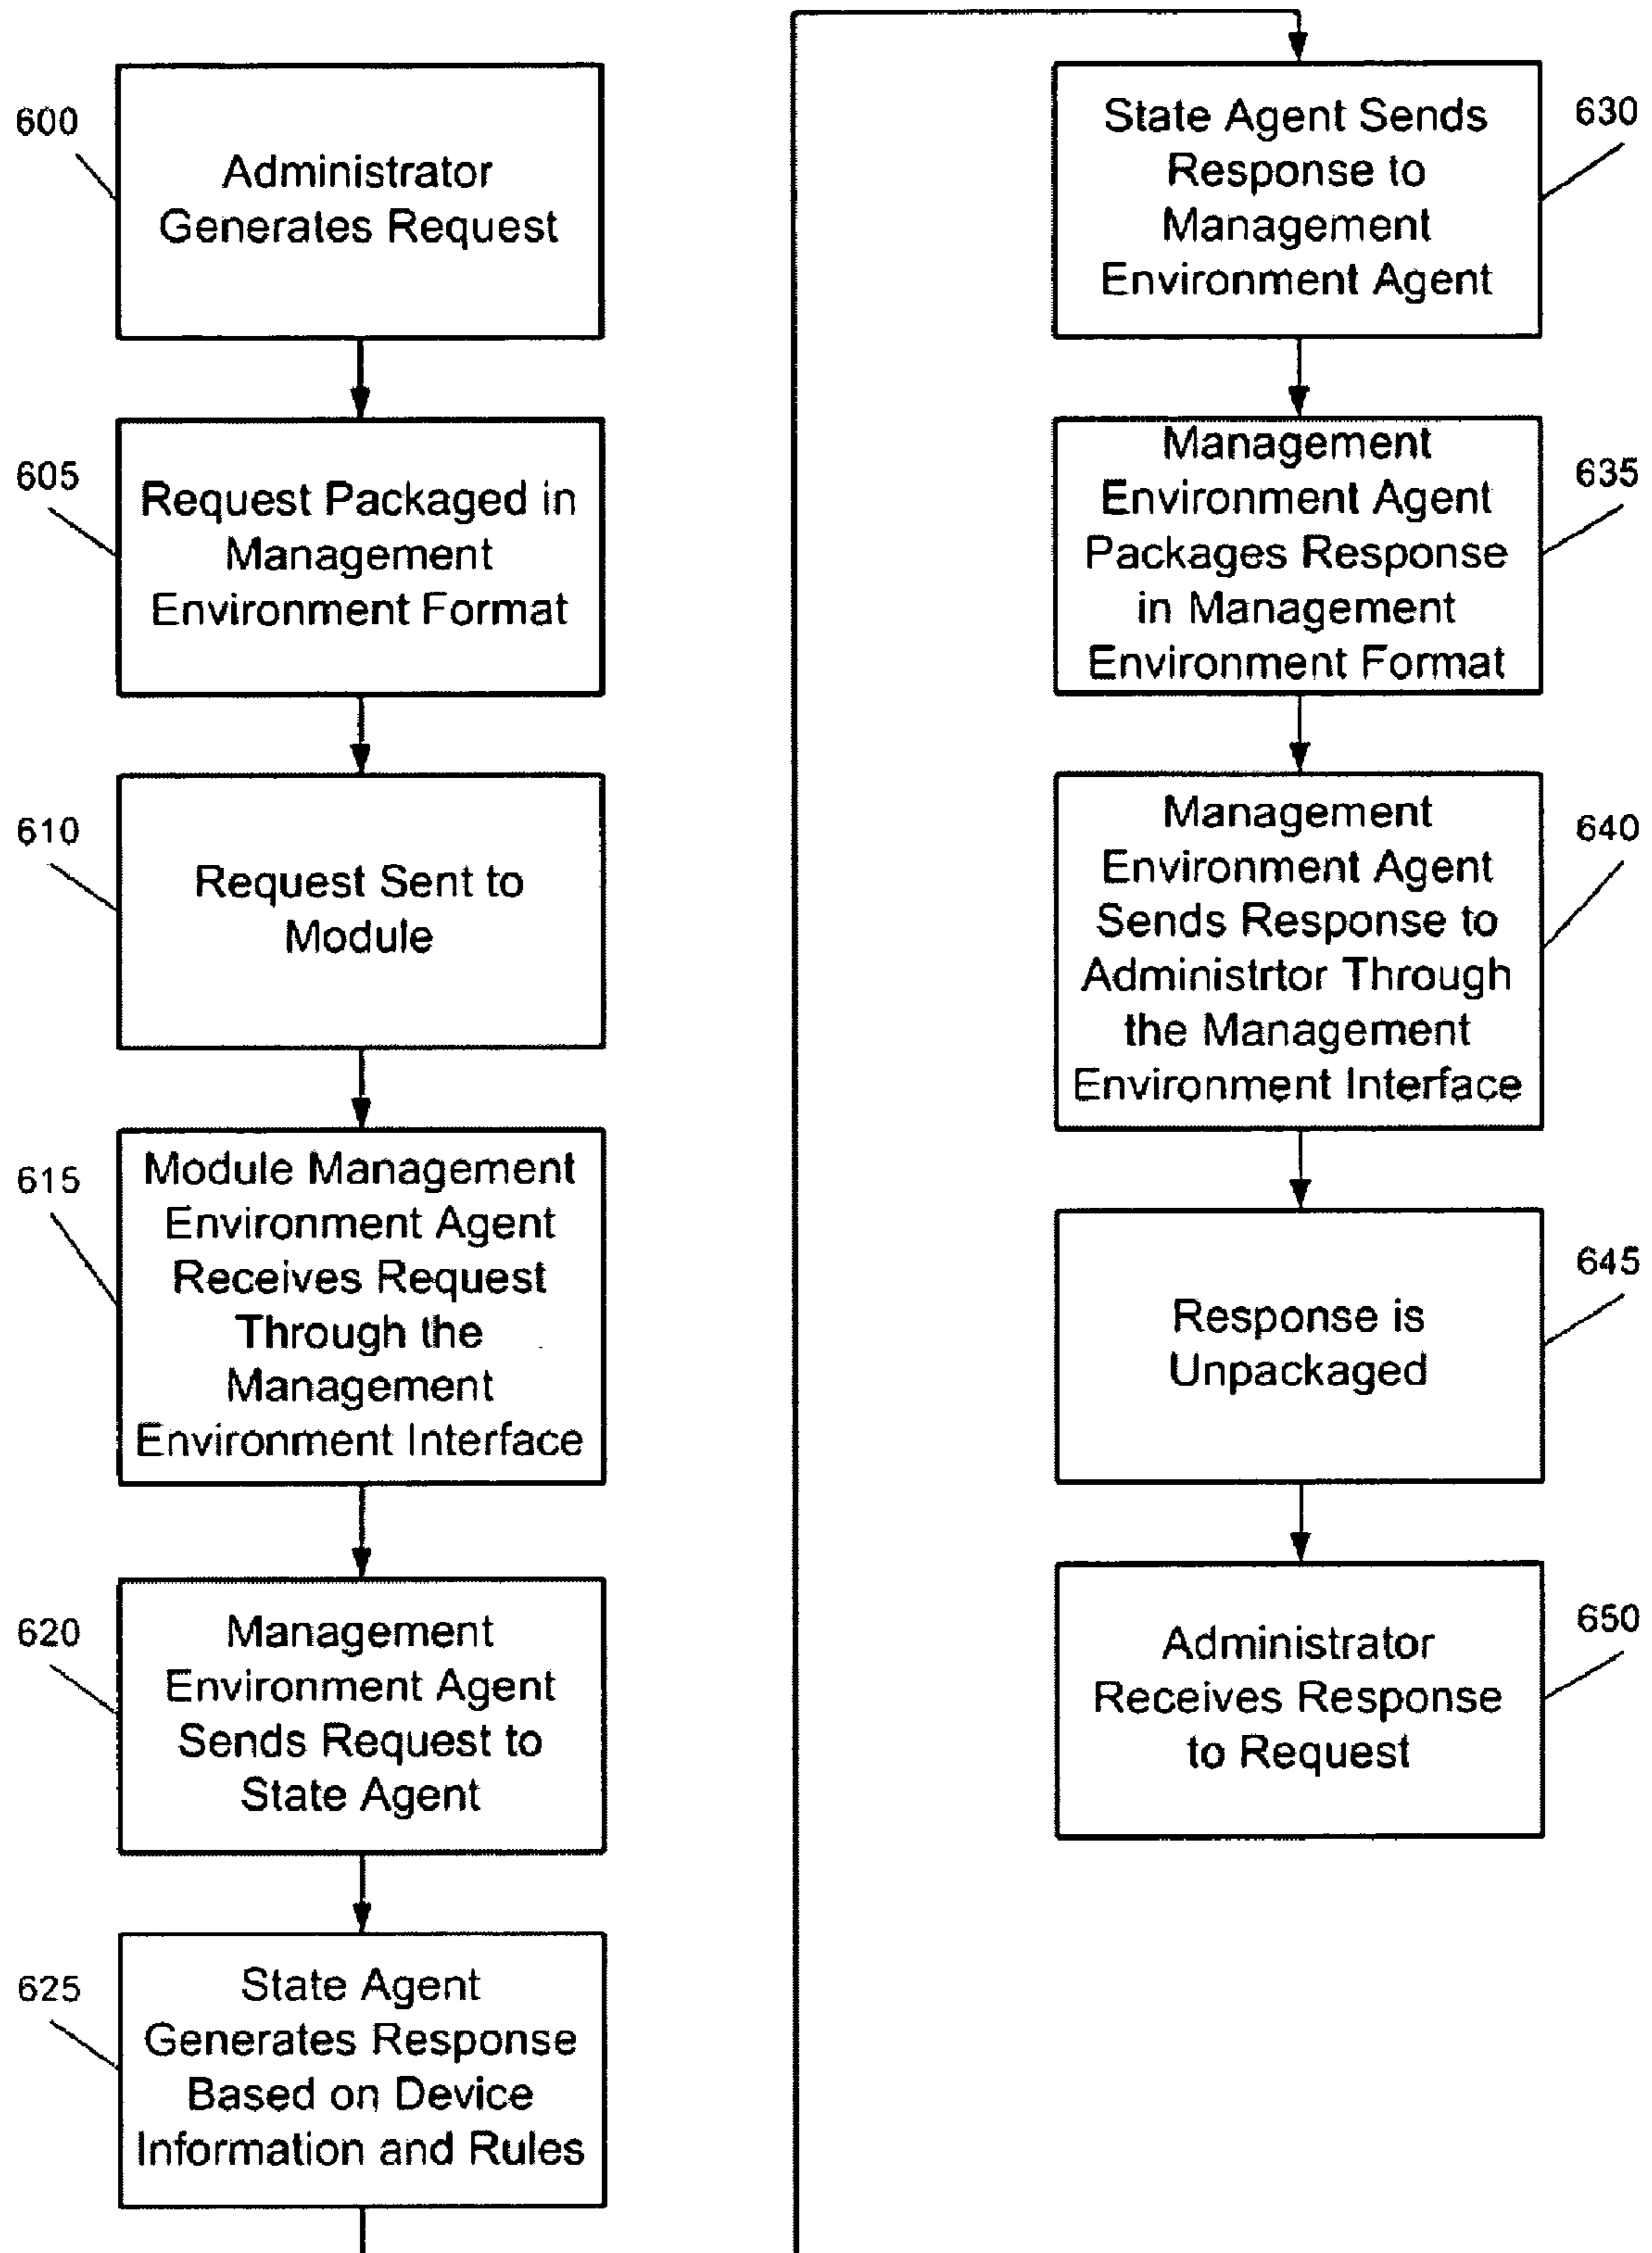 600
Administrator
Generates Request
605
Request Packaged in
Management
Environment Format
610
Request Sent to
Module
615
Module Management
Environment Agent
Receives Request
Through the
Management
Environment Interface
620
Management
Environment Agent
Sends Request to
State Agent
625
State Agent
Generates Response
Based on Device
Information and Rules
630
State Agent Sends
Response to
Management
Environment Agent
635
Management
Environment Agent
Packages Response
in Management
Environment Format
640
Management
Environment Agent
Sends Response to
Administrtor Through
the Management
Environment Interface
645
Response is
Unpackaged
650
Administrator
Receives Response
to Request